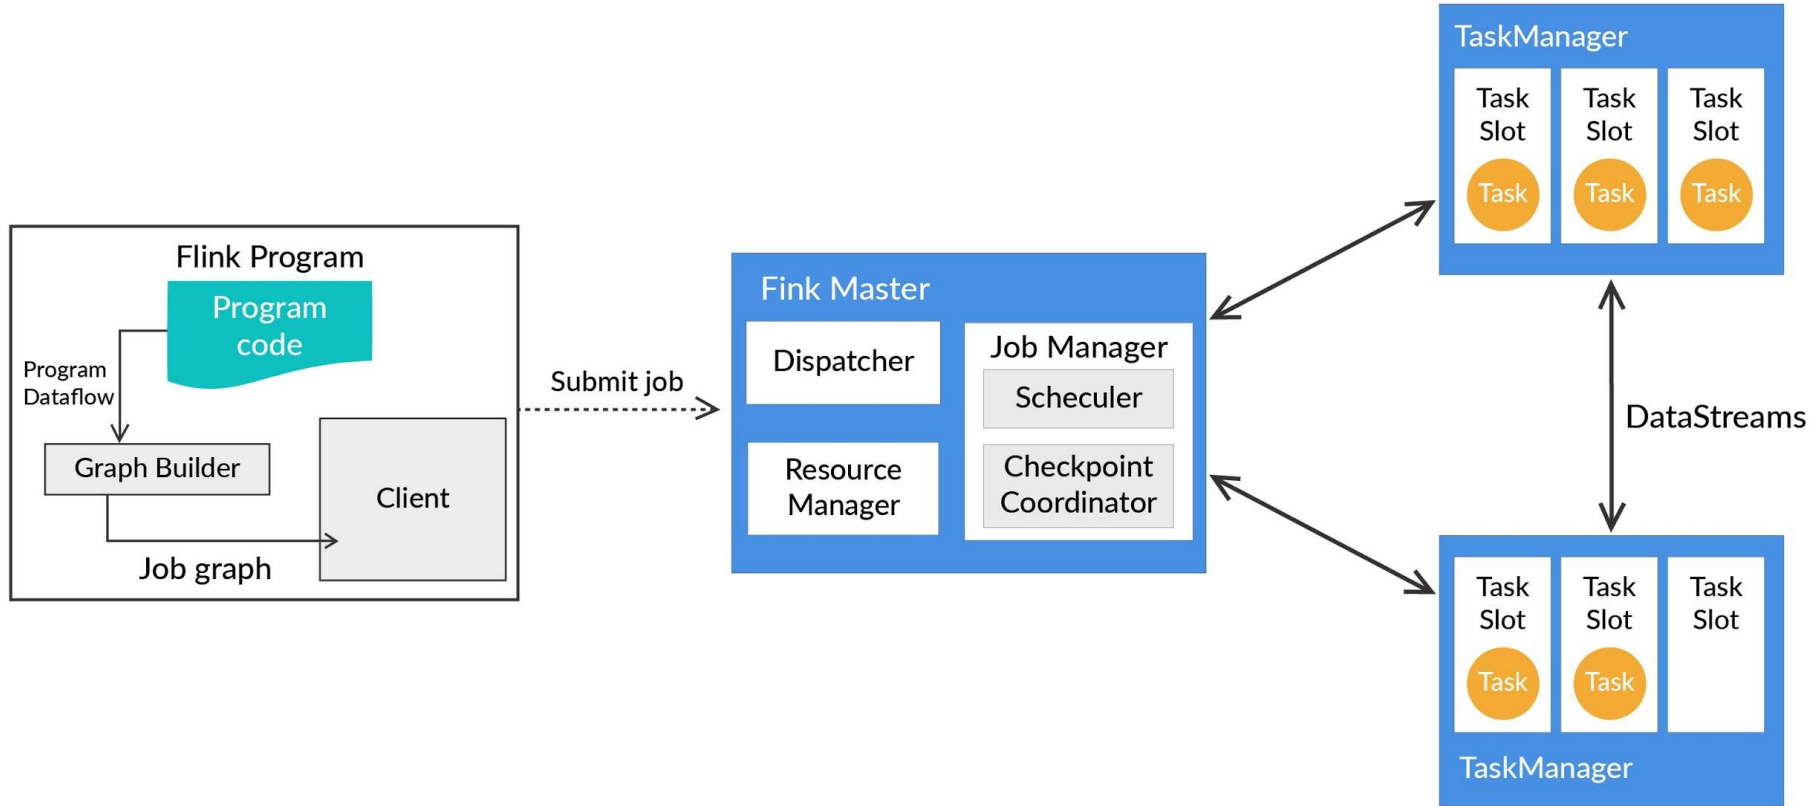 Flink Program
Program
code
Program
Dataflow
Graph Builder
Client
Job graph
Submit job
Fink Master
Dispatcher
Resource
Manager
Job Manager
Scheculer
Checkpoint
Coordinator
TaskManager
Task
Slot
Task
Task
Slot
Task
Task
Slot
Task
DataStreams
Task
Slot
Task
Task
Slot
Task
Task
Slot
TaskManager